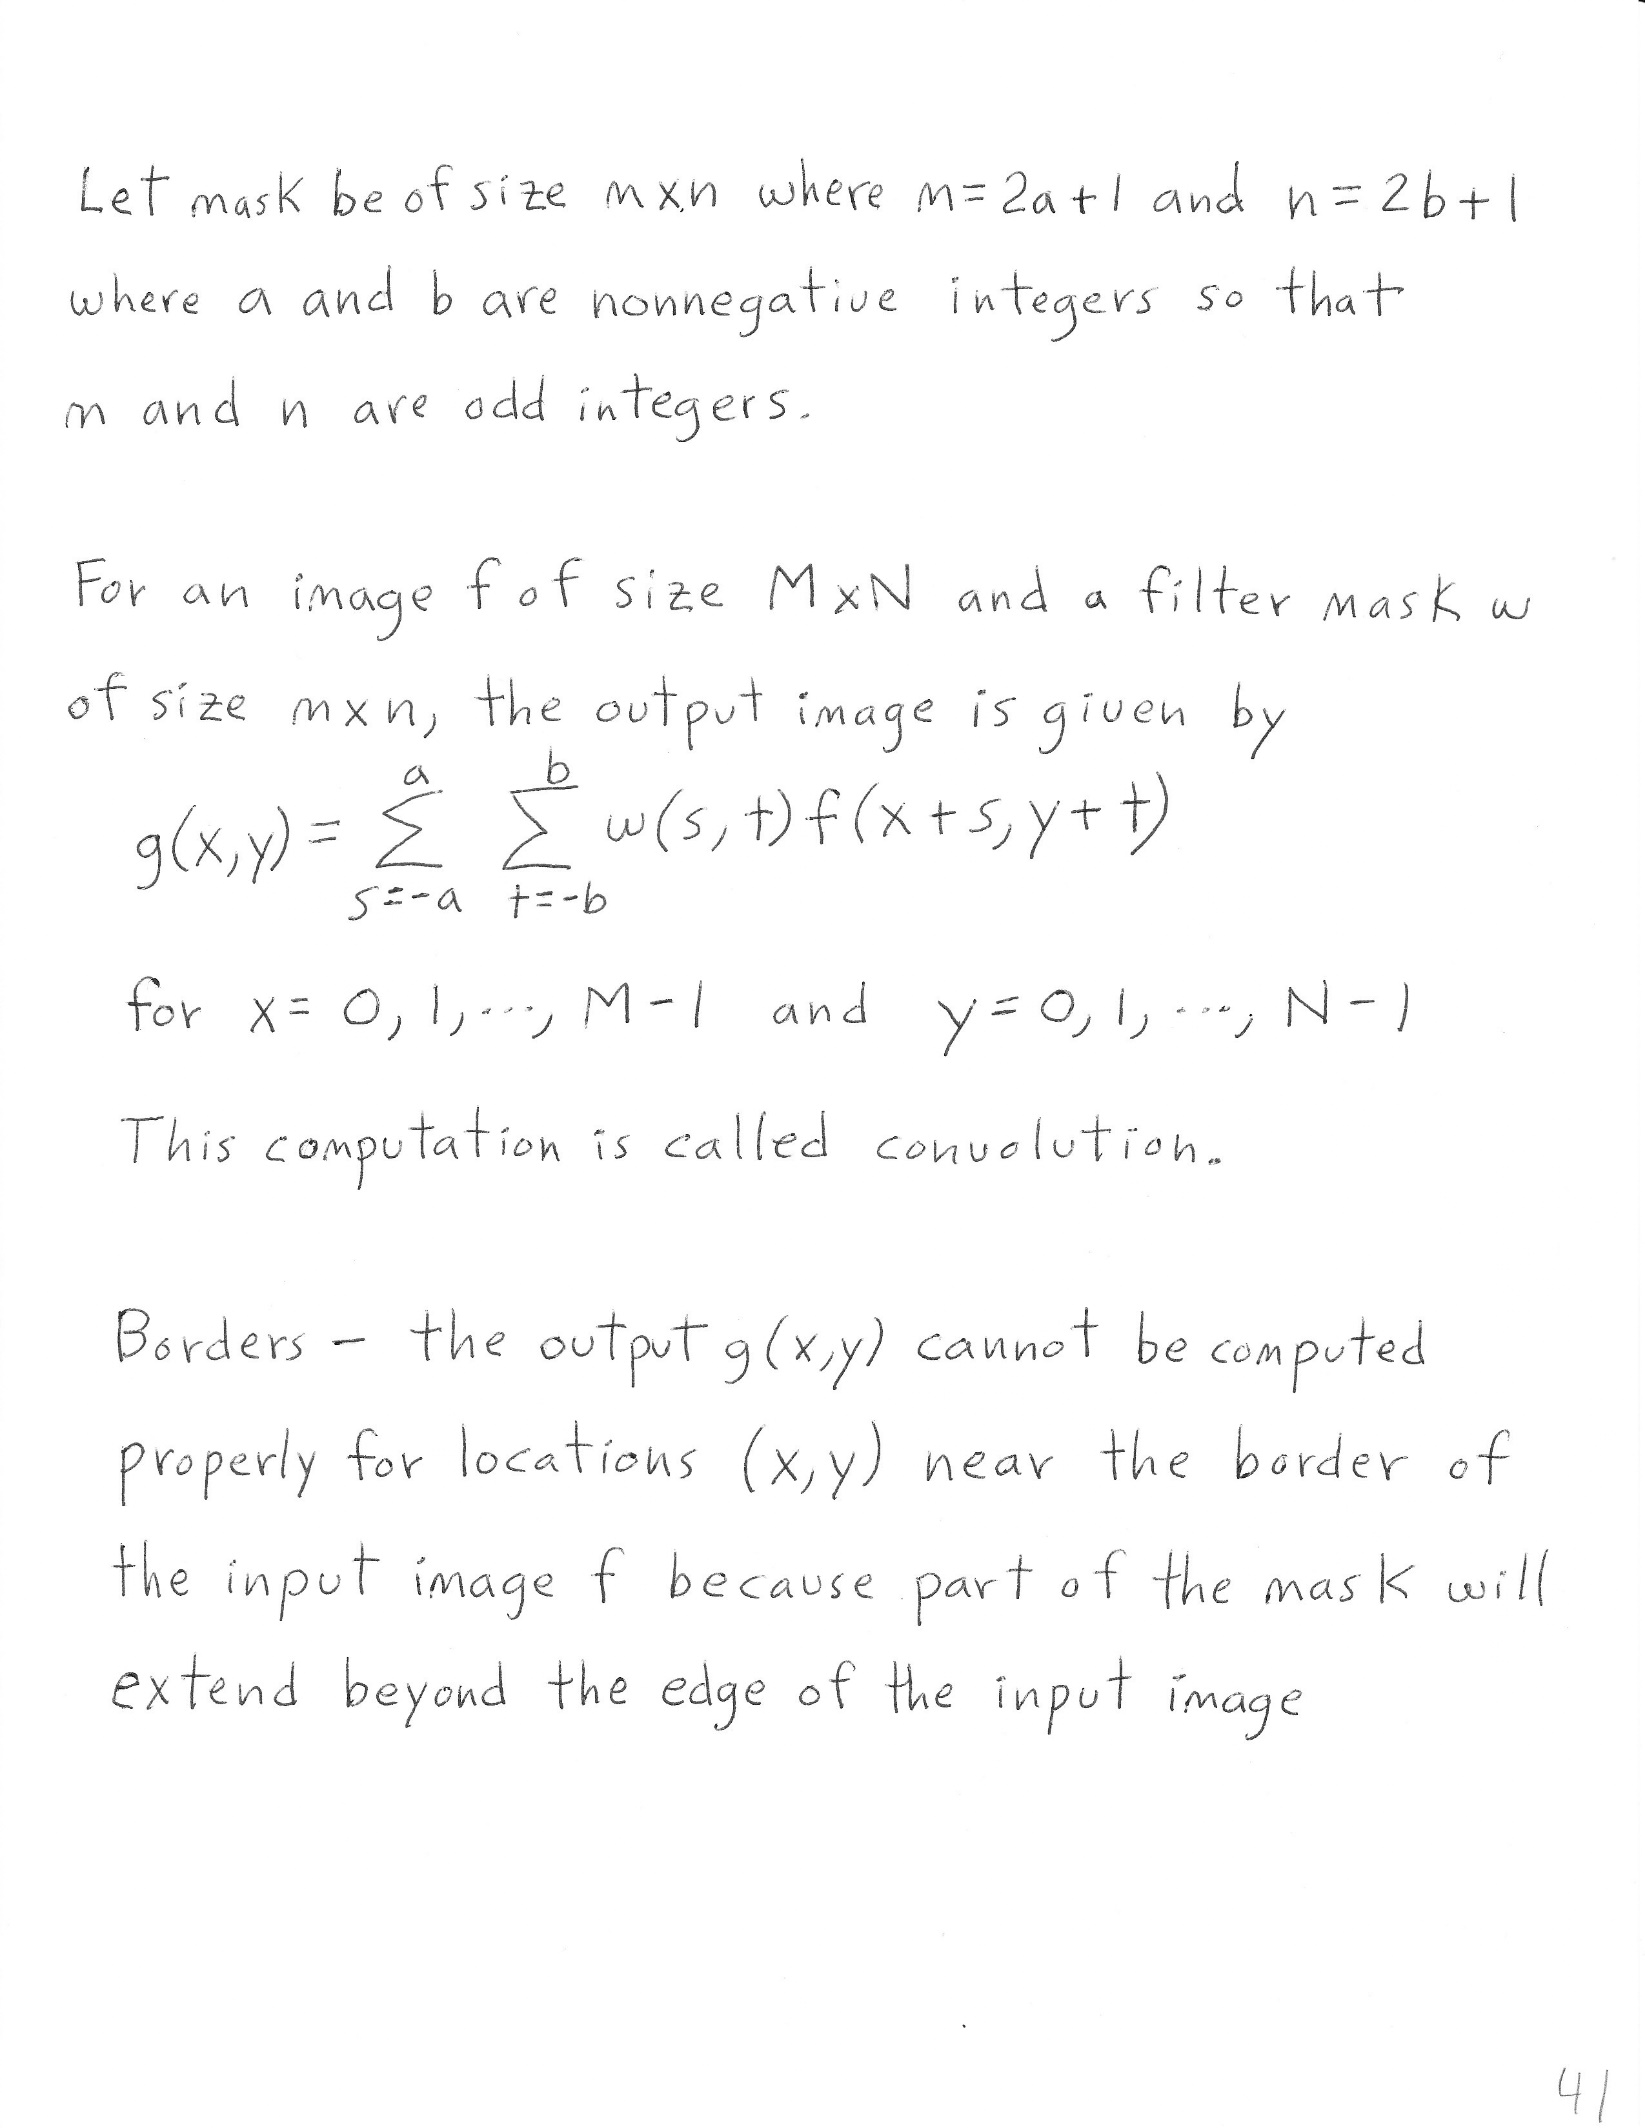 Let mask be of size m×n where m=2a+1 and n=2b+1
where a and b are nonnegative integers so that
m and n are odd integers.
For an image f of size M×N and a filter mask w
of size m×n, the output image is given by
g(x,y) = Σ_{s=-a}^{a} Σ_{t=-b}^{b} w(s,t) f(x+s, y+t)
for x = 0, 1, ..., M-1 and y = 0, 1, ..., N-1
This computation is called convolution.
Borders - the output g(x,y) cannot be computed
properly for locations (x,y) near the border of
the input image f because part of the mask will
extend beyond the edge of the input image
41